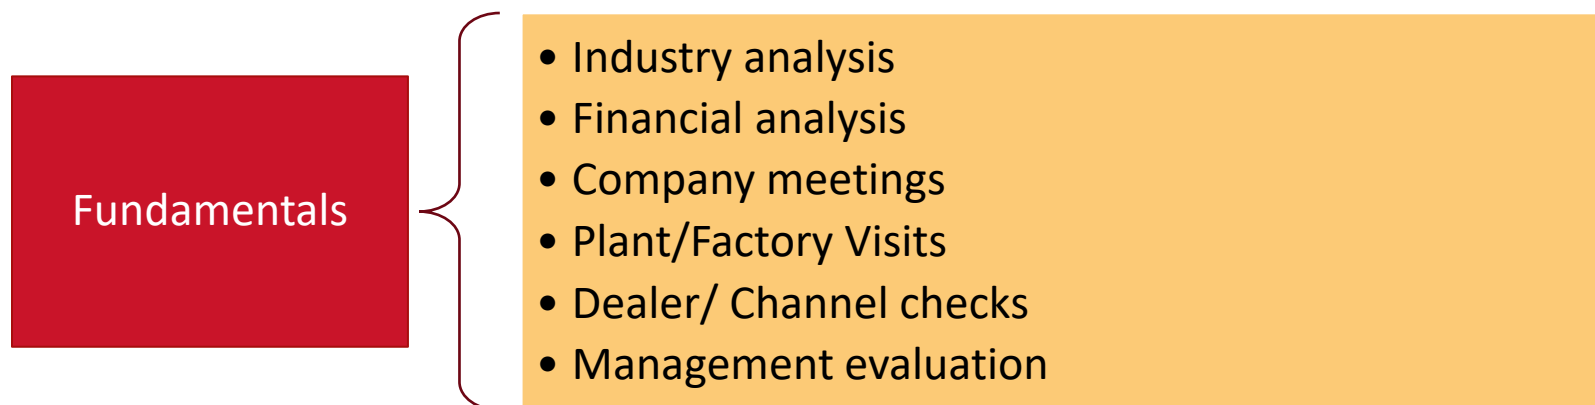 Fundamentals
• Industry analysis
• Financial analysis
• Company meetings
• Plant/Factory Visits
• Dealer/ Channel checks
• Management evaluation